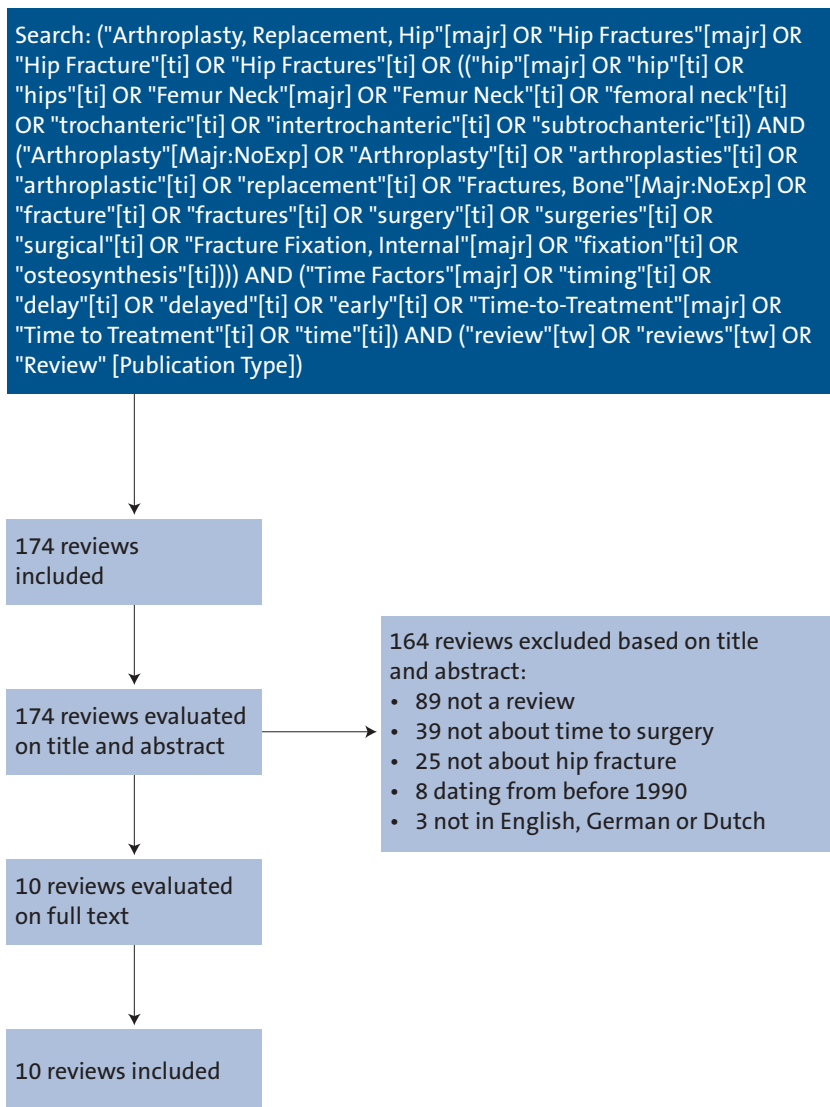 Search: ("Arthroplasty, Replacement, Hip"[majr] OR "Hip Fractures"[majr] OR
"Hip Fracture"[ti] OR "Hip Fractures"[ti] OR (("hip"[majr] OR "hip"[ti] OR
"hips"[ti] OR "Femur Neck"[majr] OR "Femur Neck"[ti] OR "femoral neck"[ti]
OR "trochanteric"[ti] OR "intertrochanteric"[ti] OR "subtrochanteric"[ti]) AND
("Arthroplasty"[Majr:NoExp] OR "Arthroplasty"[ti] OR "arthroplasties"[ti] OR
"arthroplastic"[ti] OR "replacement"[ti] OR "Fractures, Bone"[Majr:NoExp] OR
"fracture"[ti] OR "fractures"[ti] OR "surgery"[ti] OR "surgeries"[ti] OR
"surgical"[ti] OR "Fracture Fixation, Internal"[majr] OR "fixation"[ti] OR
"osteosynthesis"[ti]))) AND ("Time Factors"[majr] OR "timing"[ti] OR
"delay"[ti] OR "delayed"[ti] OR "early"[ti] OR "Time-to-Treatment"[majr] OR
"Time to Treatment"[ti] OR "time"[ti]) AND ("review"[tw] OR "reviews"[tw] OR
"Review" [Publication Type])
174 reviews
included
174 reviews evaluated
on title and abstract
164 reviews excluded based on title
and abstract:
• 89 not a review
• 39 not about time to surgery
• 25 not about hip fracture
• 8 dating from before 1990
• 3 not in English, German or Dutch
10 reviews evaluated
on full text
10 reviews included